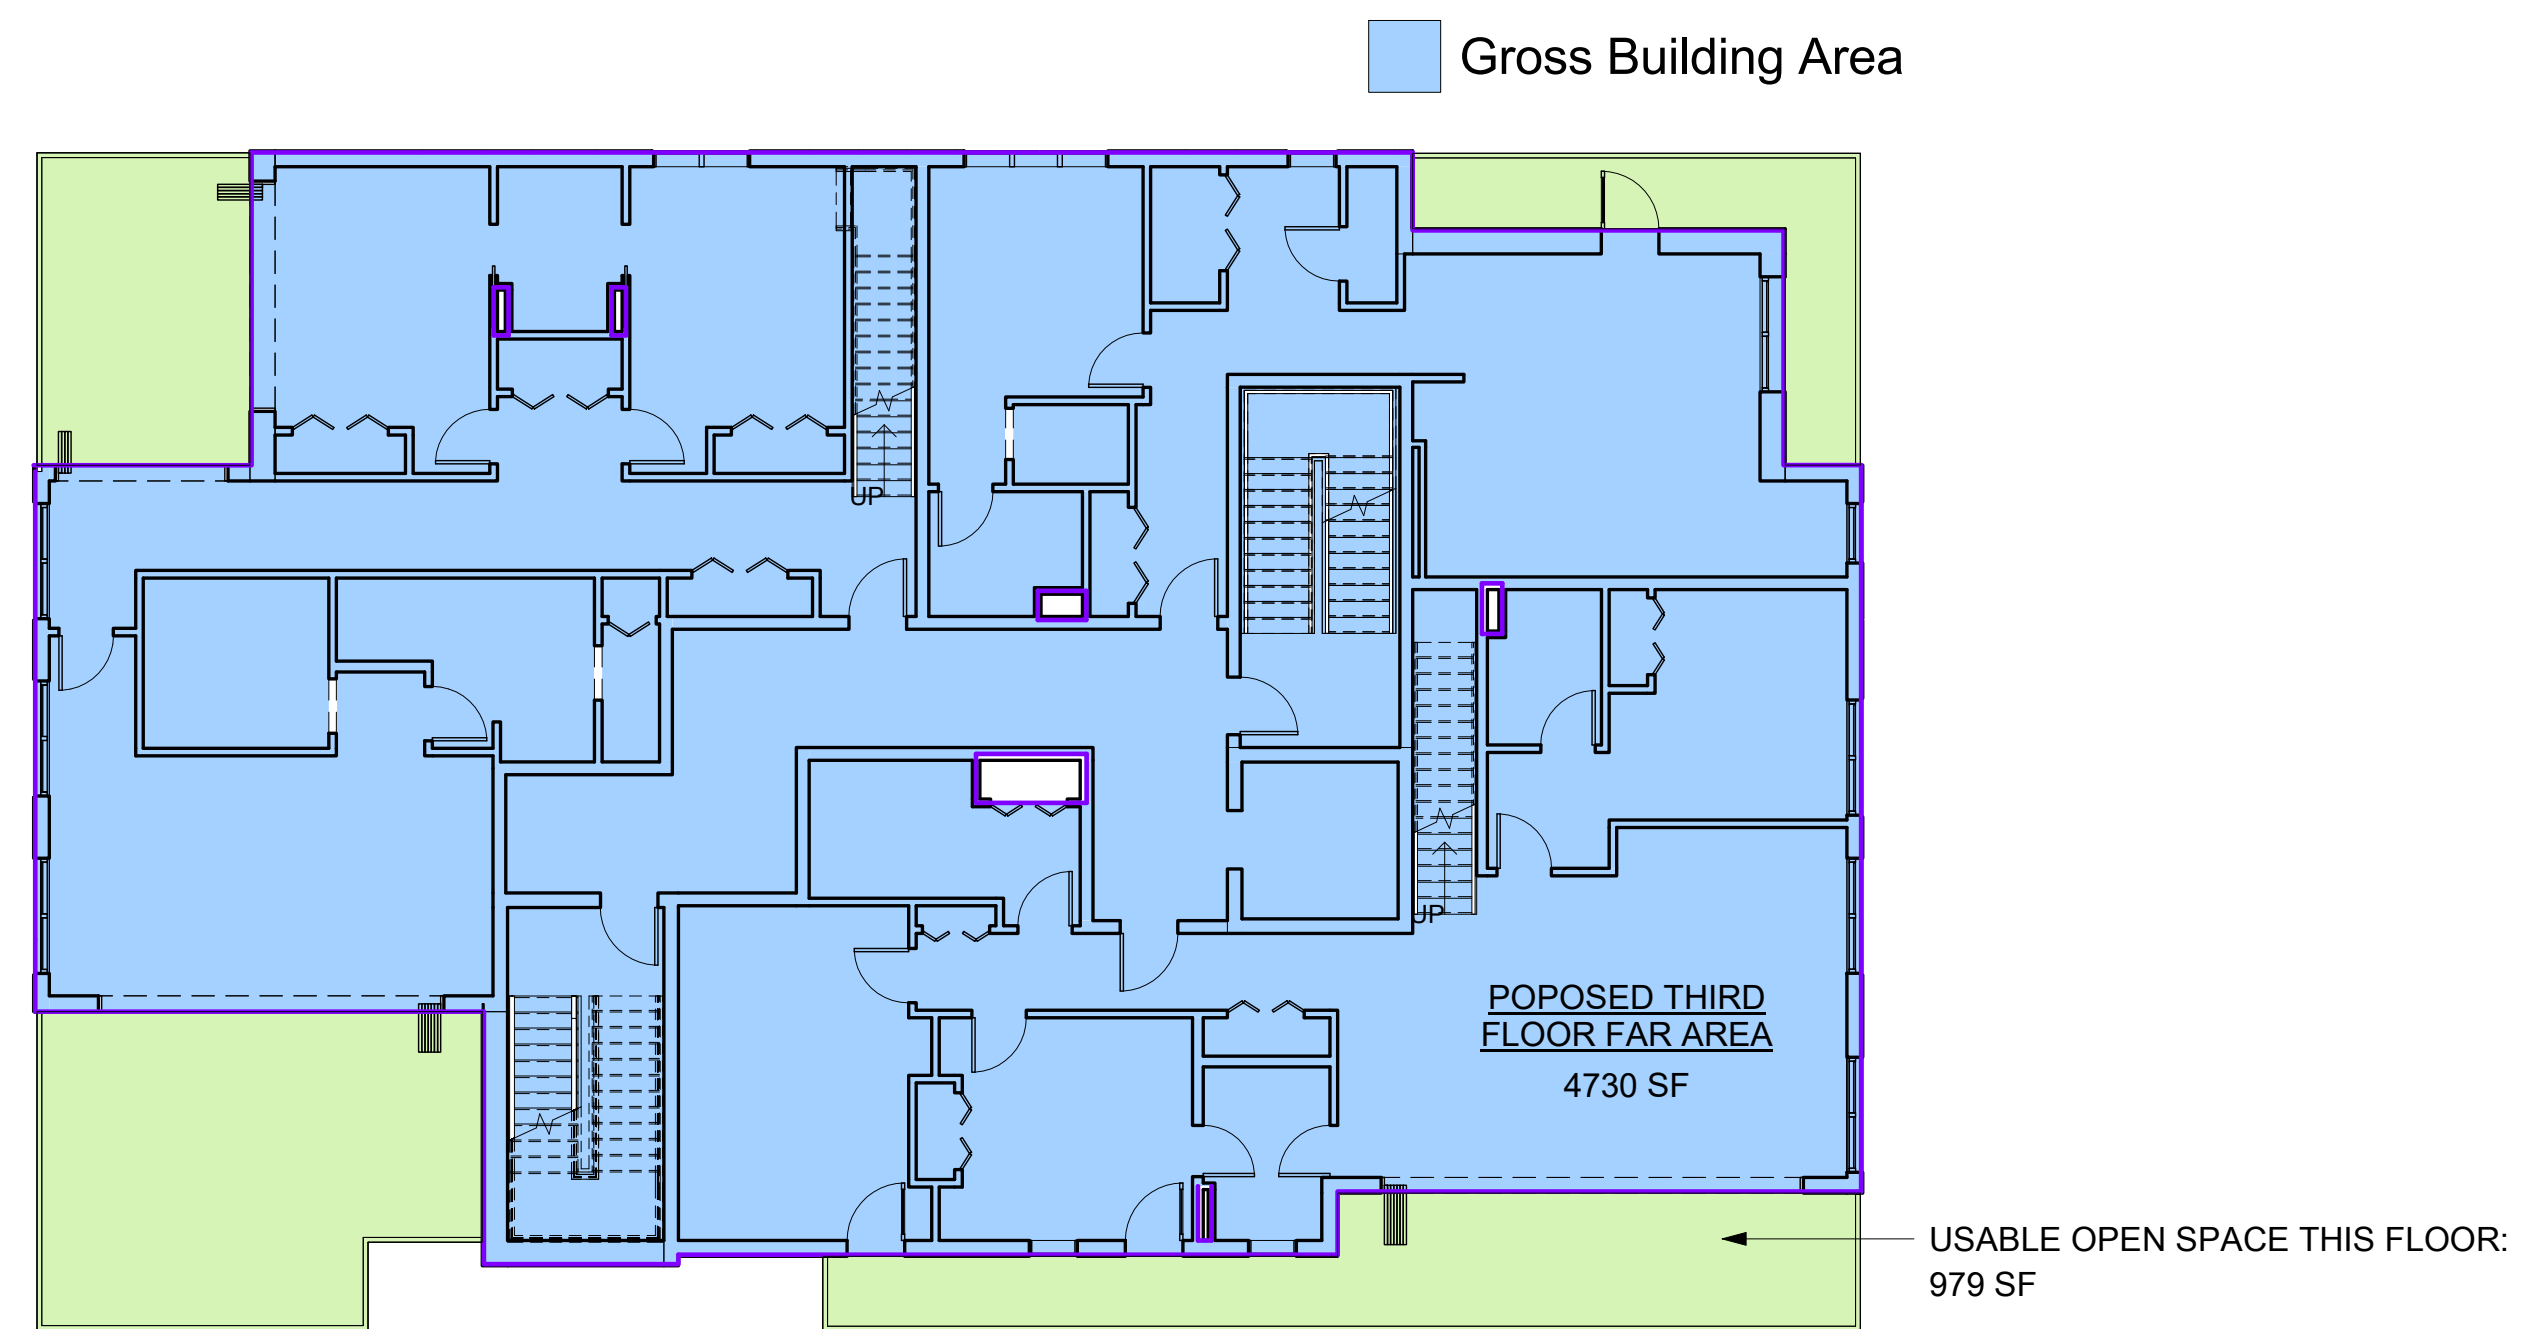 Gross Building Area
UP
UP
POPOSED THIRD
FLOOR FAR AREA
4730 SF
USABLE OPEN SPACE THIS FLOOR:
979 SF